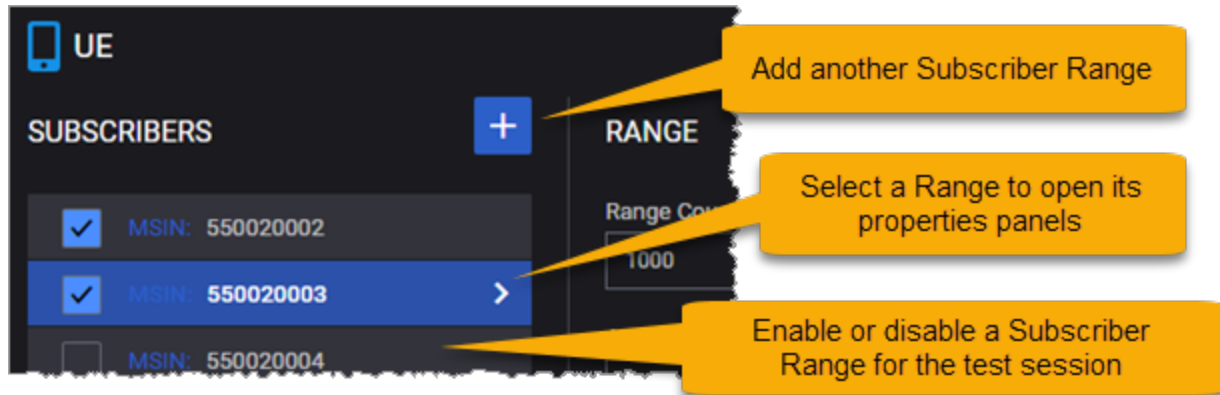 UE
Add another Subscriber Range
SUBSCRIBERS
RANGE
Select a Range to open its
properties panels
Range
MSIN: 550020002
1000
MSIN: 550020003
Enable or disable a Subscriber
Range for the test session
MSIN: 550020004